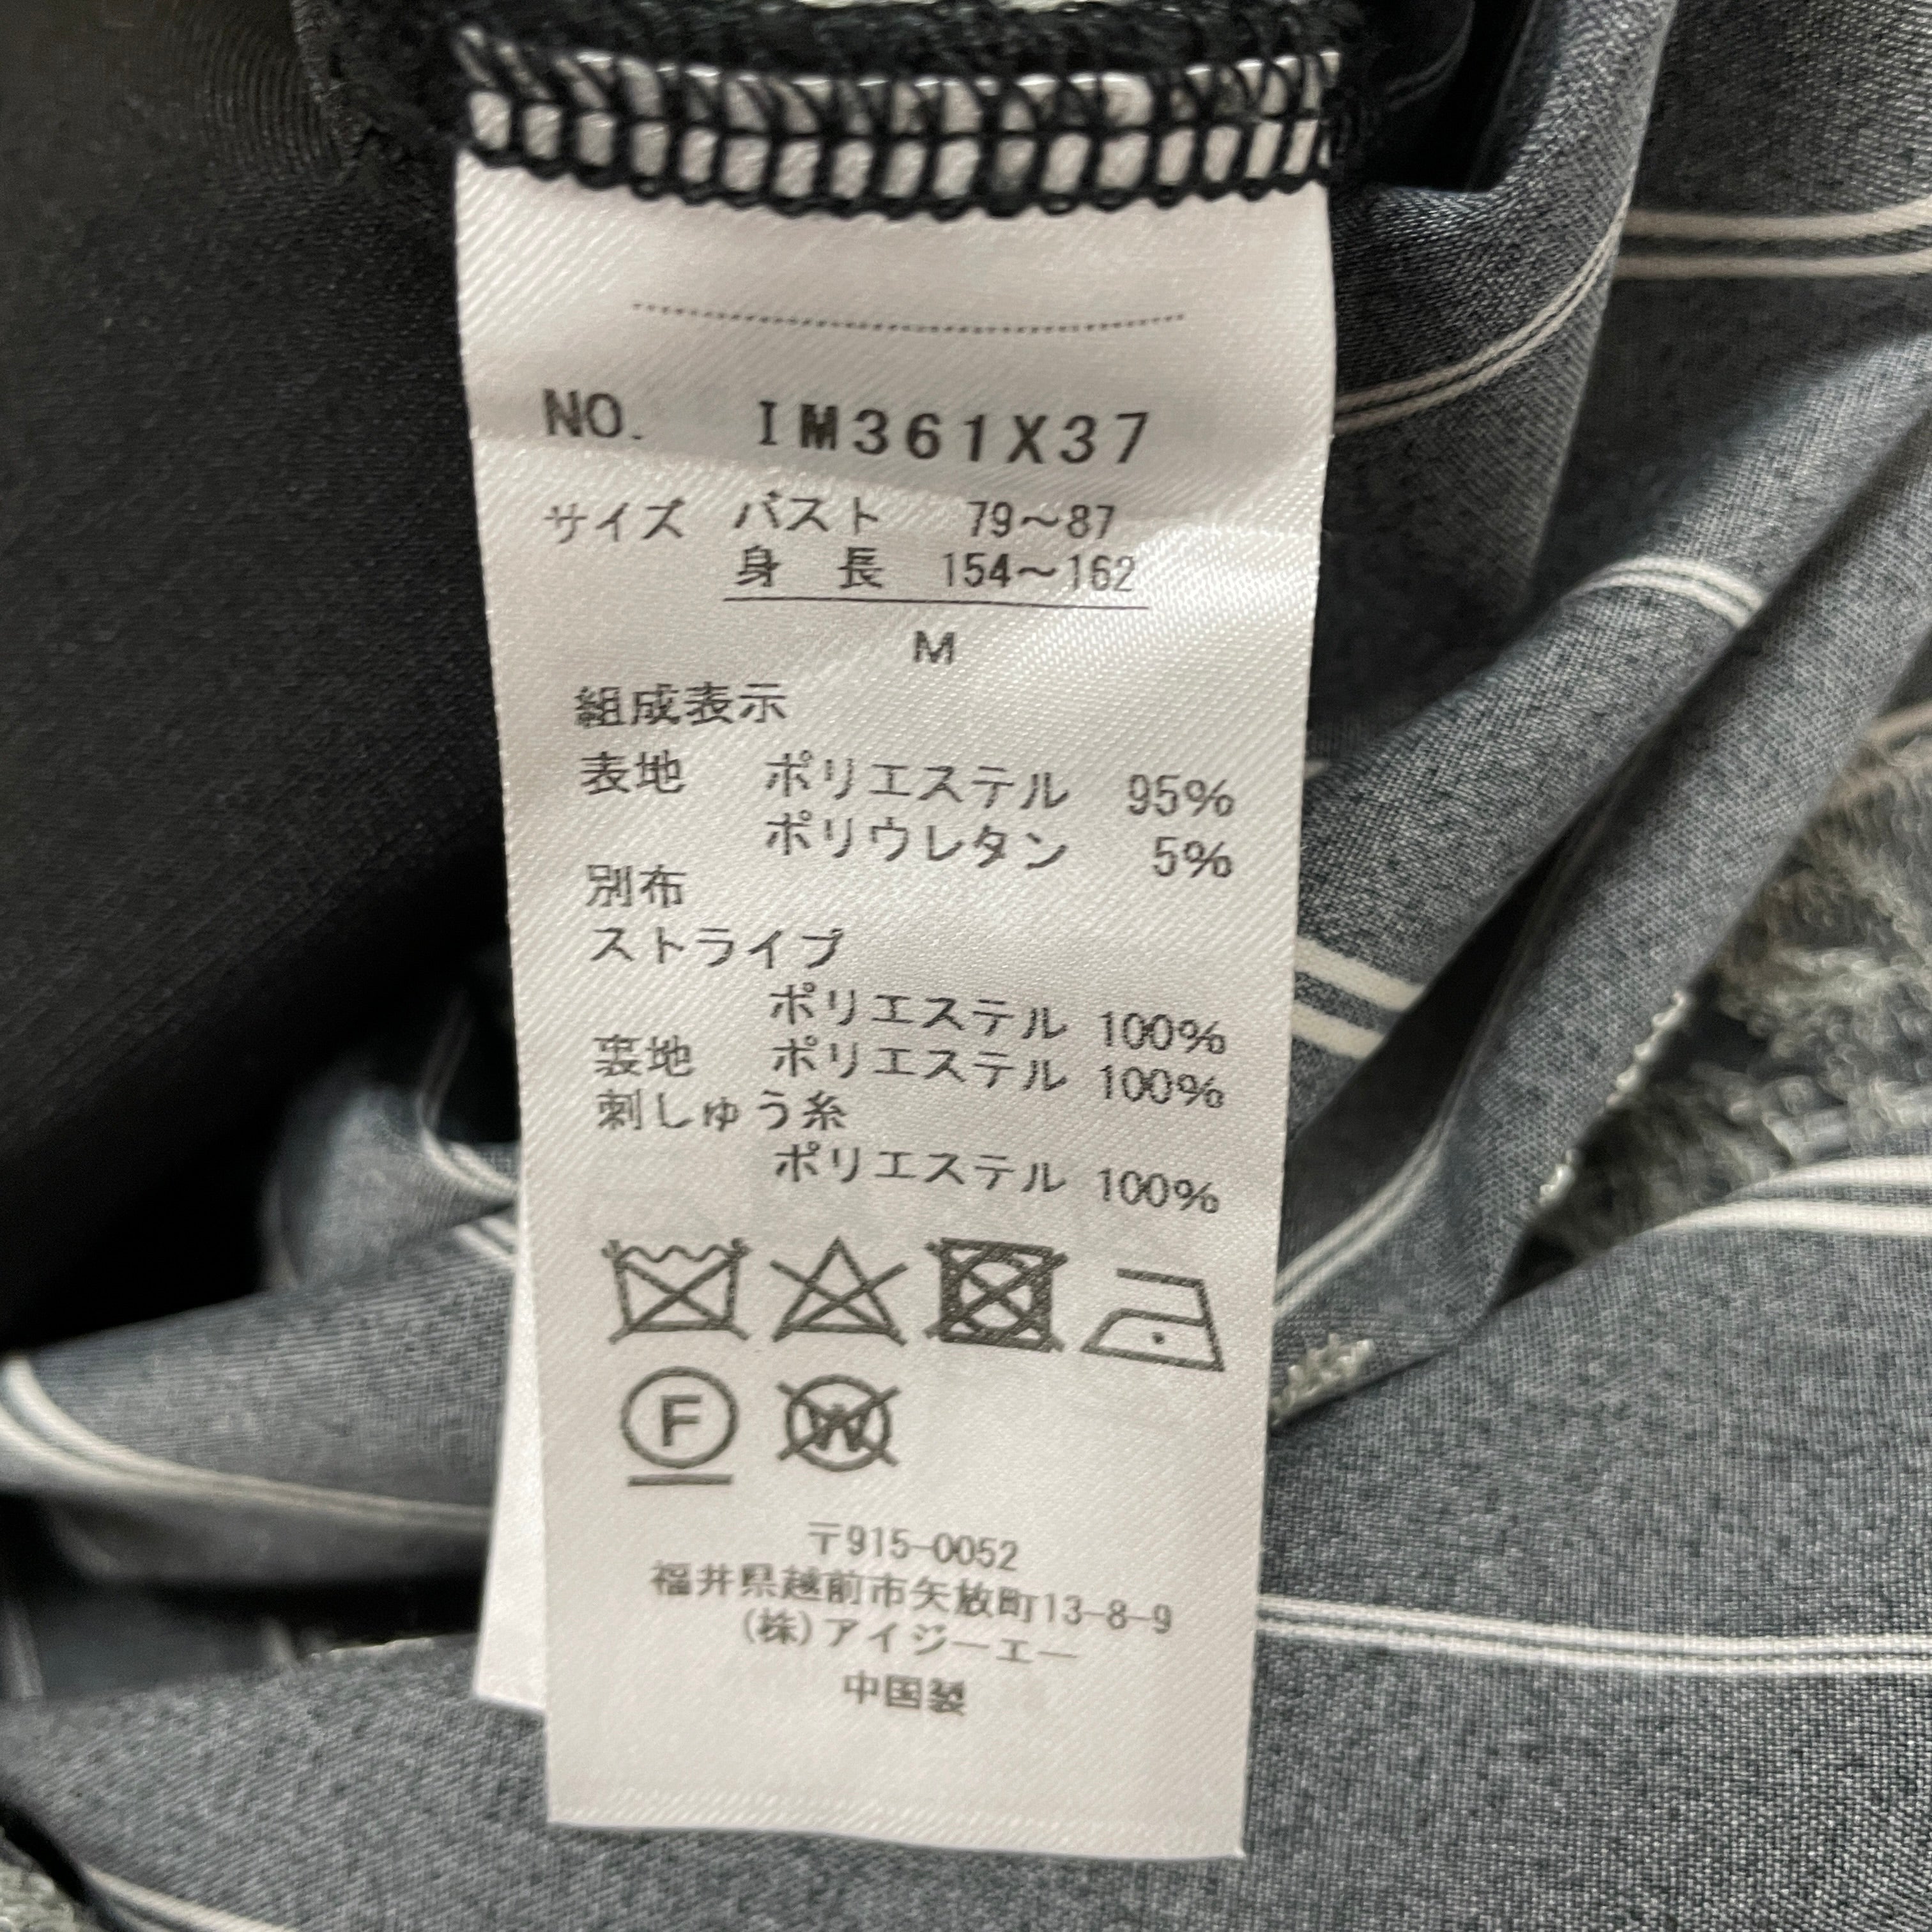 NO. IM361X37
サイズ バスト 79～87
身 長 154～162
M
組成表示
表地 ポリエステル 95%
ポリウレタン 5%
別布
ストライプ
ポリエステル 100%
裏地 ポリエステル 100%
刺しゅう糸
ポリエステル 100%
F
W
〒915-0052
福井県越前市矢放町13-8-9
(株)アイジーエー
中国製